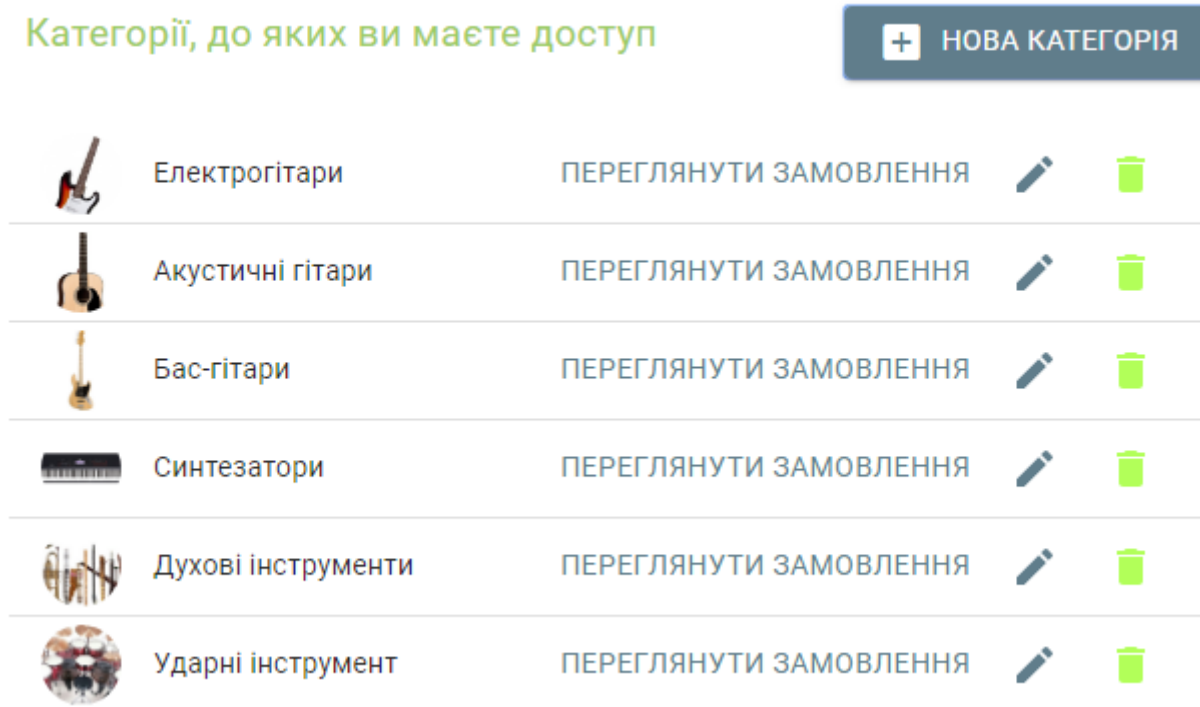 Категорії, до яких ви маєте доступ
НОВА КАТЕГОРІЯ
Електрогітари ПЕРЕГЛЯНУТИ ЗАМОВЛЕННЯ
Акустичні гітари ПЕРЕГЛЯНУТИ ЗАМОВЛЕННЯ
Бас-гітари ПЕРЕГЛЯНУТИ ЗАМОВЛЕННЯ
Синтезатори ПЕРЕГЛЯНУТИ ЗАМОВЛЕННЯ
Духові інструменти ПЕРЕГЛЯНУТИ ЗАМОВЛЕННЯ
Ударні інструмент ПЕРЕГЛЯНУТИ ЗАМОВЛЕННЯ